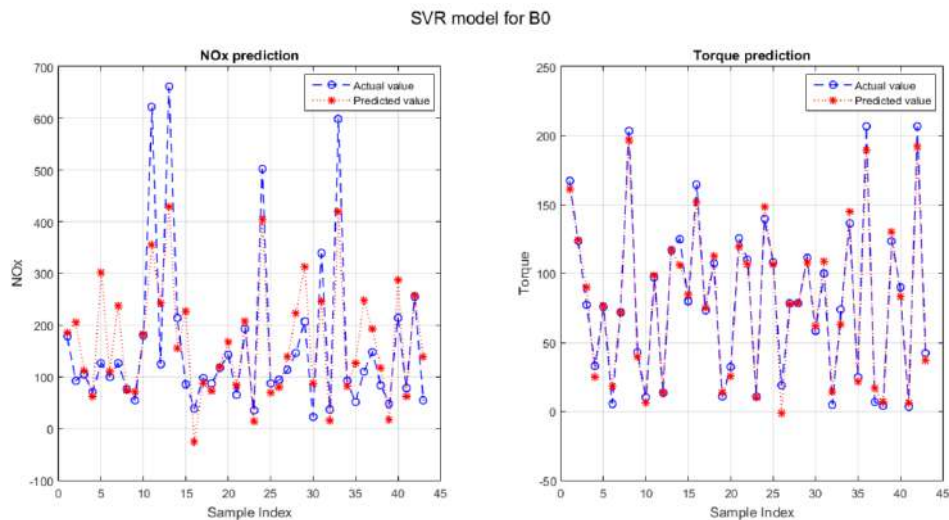 SVR model for B0
NOx prediction
700
600
500
400
300
200
100
0
-100
NOx
0 5 10 15 20 25 30 35 40 45
Sample Index
Actual value
Predicted value
Torque prediction
250
200
150
100
50
0
-50
Torque
0 5 10 15 20 25 30 35 40 45
Sample Index
Actual value
Predicted value